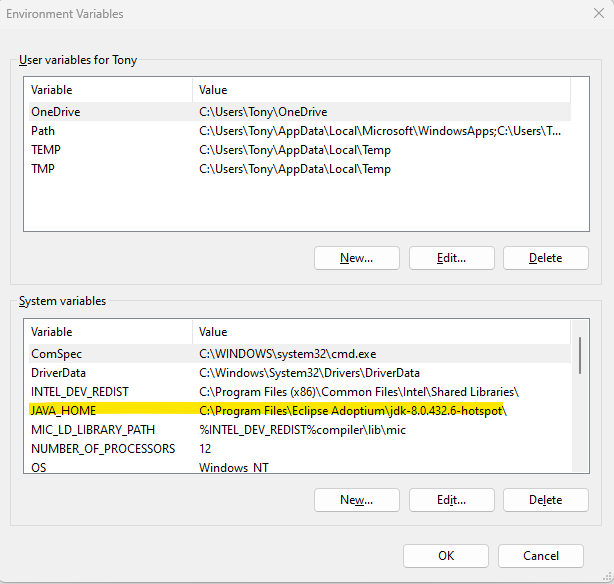 Environment Variables
User variables for Tony
Variable Value
OneDrive C:\Users\Tony\OneDrive
Path C:\Users\Tony\AppData\Local\Microsoft\WindowsApps;C:\Users\T...
TEMP C:\Users\Tony\AppData\Local\Temp
TMP C:\Users\Tony\AppData\Local\Temp
New... Edit... Delete
System variables
Variable Value
ComSpec C:\WINDOWS\system32\cmd.exe
DriverData C:\Windows\System32\Drivers\DriverData
INTEL_DEV_REDIST C:\Program Files (x86)\Common Files\Intel\Shared Libraries\
JAVA_HOME C:\Program Files\Eclipse Adoptium\jdk-8.0.432.6-hotspot\
MIC_LD_LIBRARY_PATH %INTEL_DEV_REDIST%compiler\lib\mic
NUMBER_OF_PROCESSORS 12
OS Windows_NT
New... Edit... Delete
OK Cancel